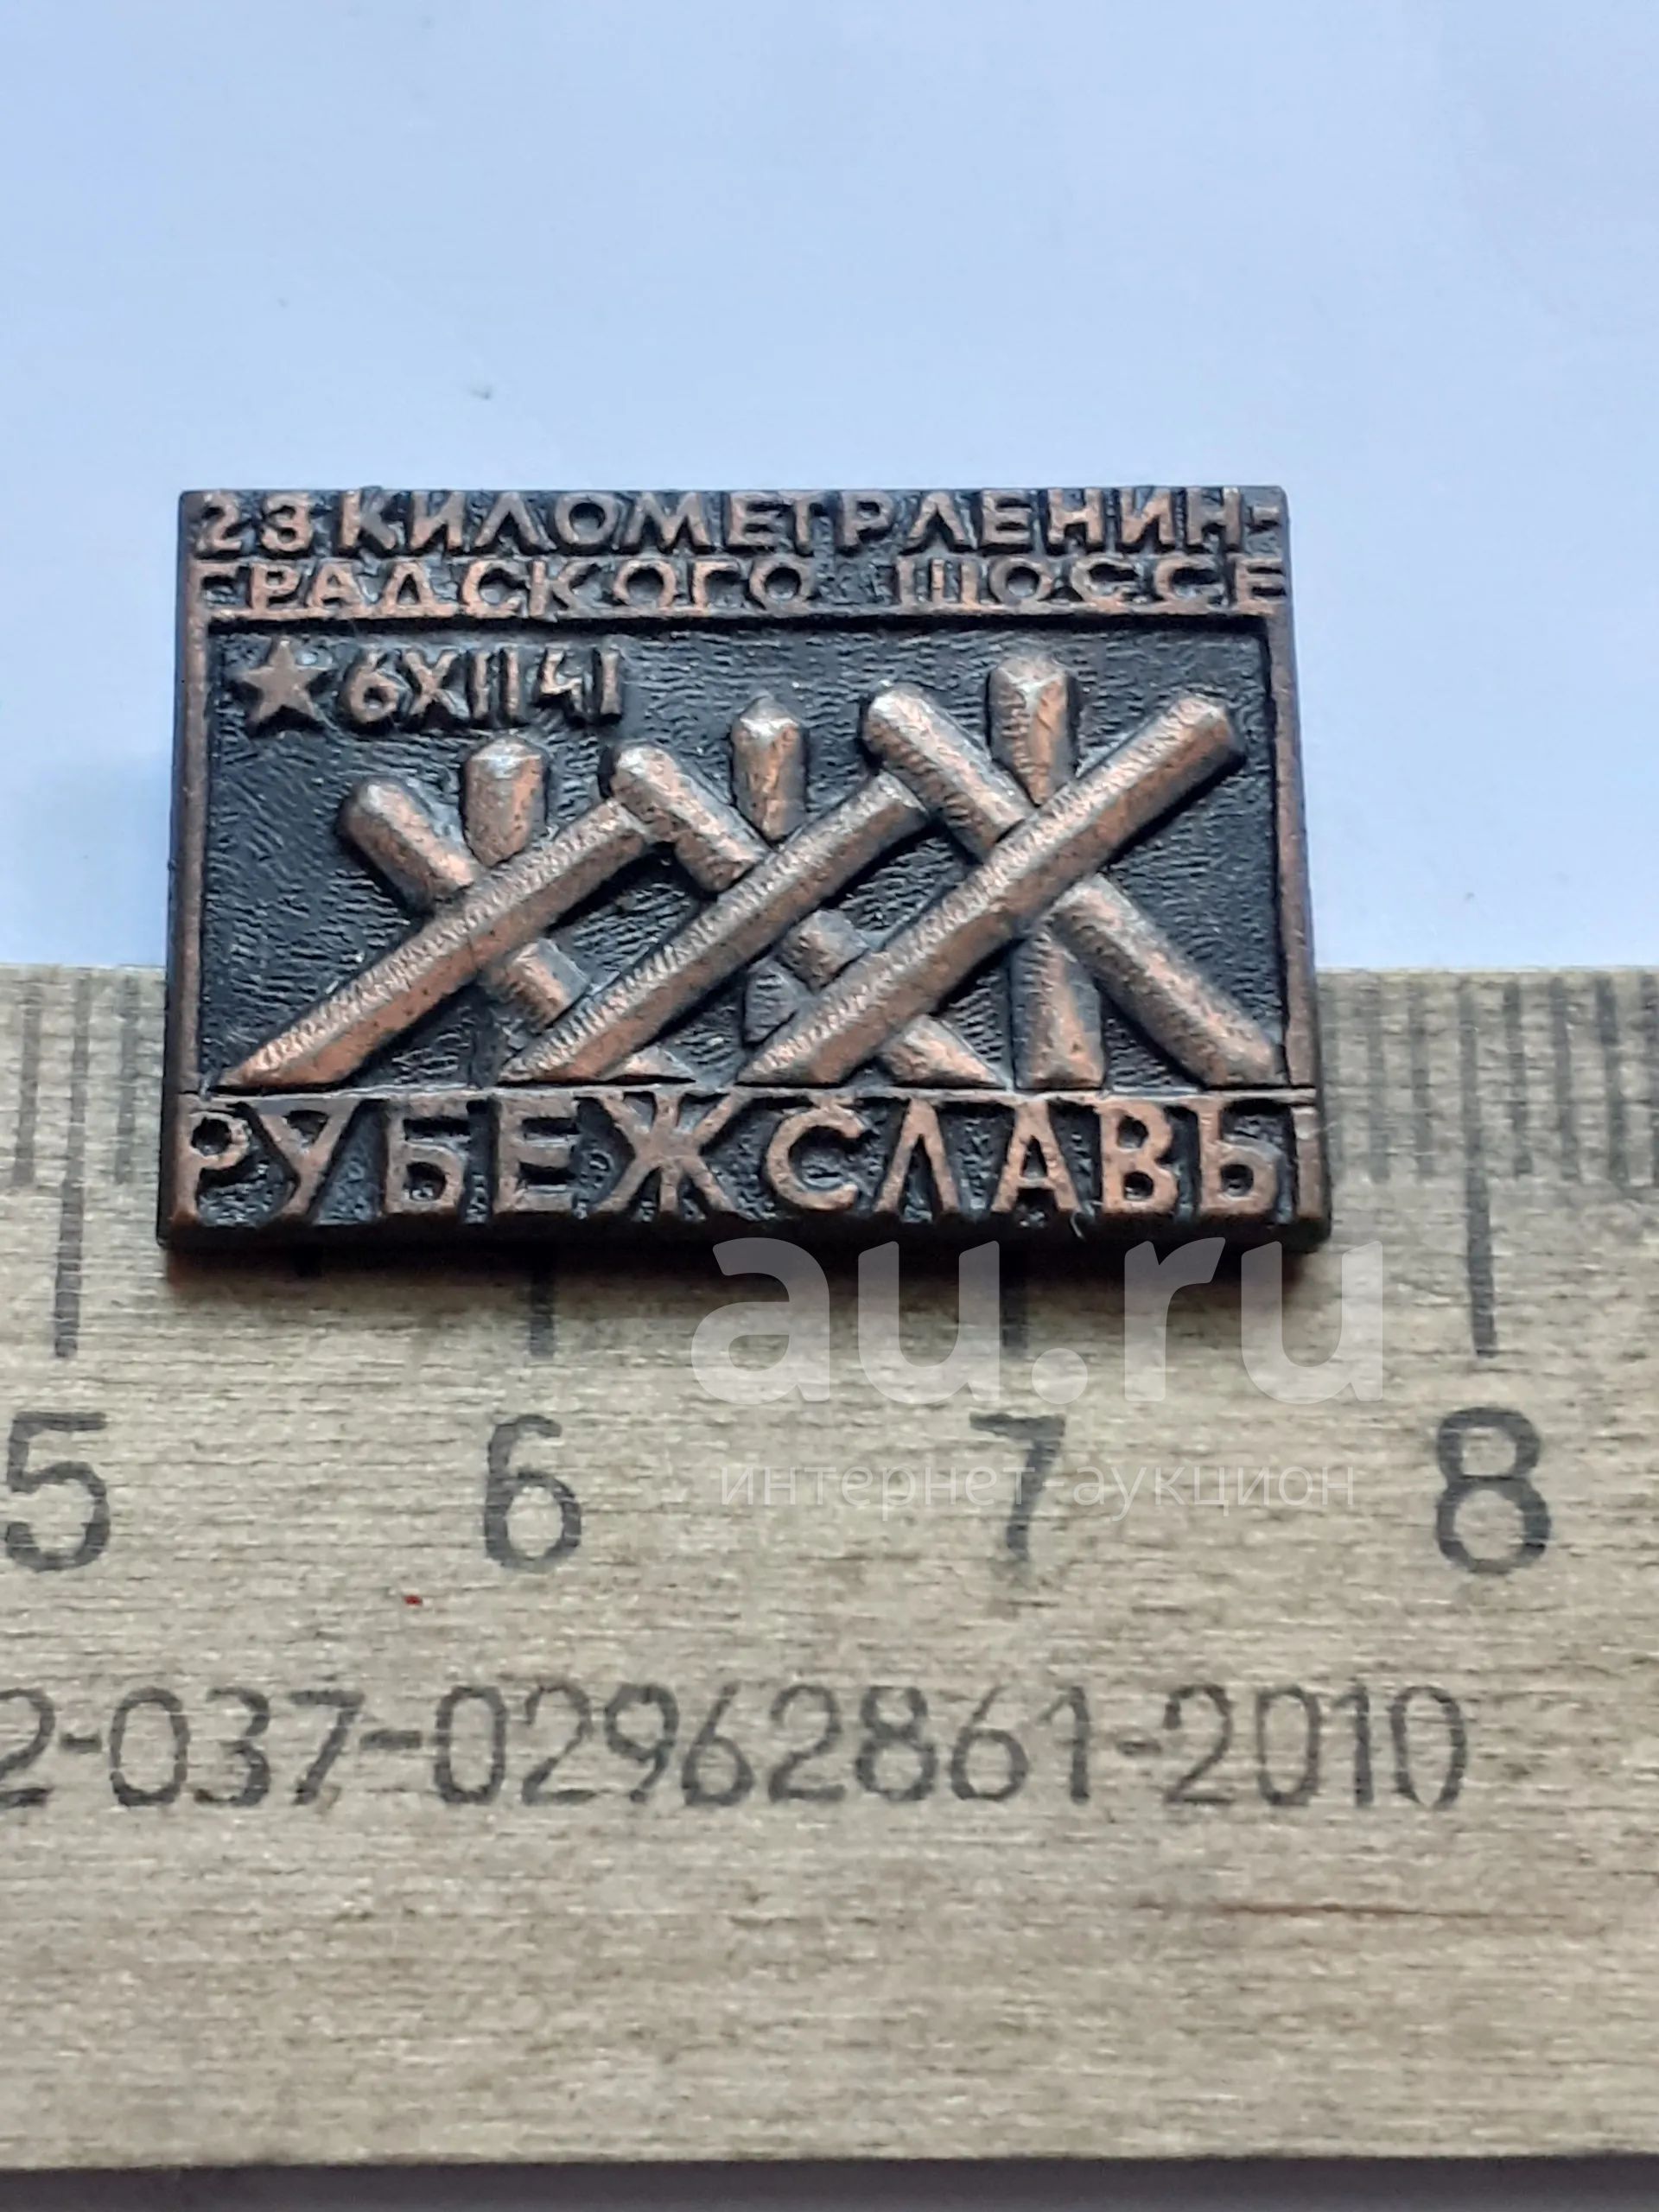 23 КИЛОМЕТР ЛЕНИН-
ГРАДСКОГО ШОССЕ
★ 6 XII 41
РУБЕЖ СЛАВЫ
au.ru
интернет-аукцион
5 6 7 8
2-037-02962861-2010